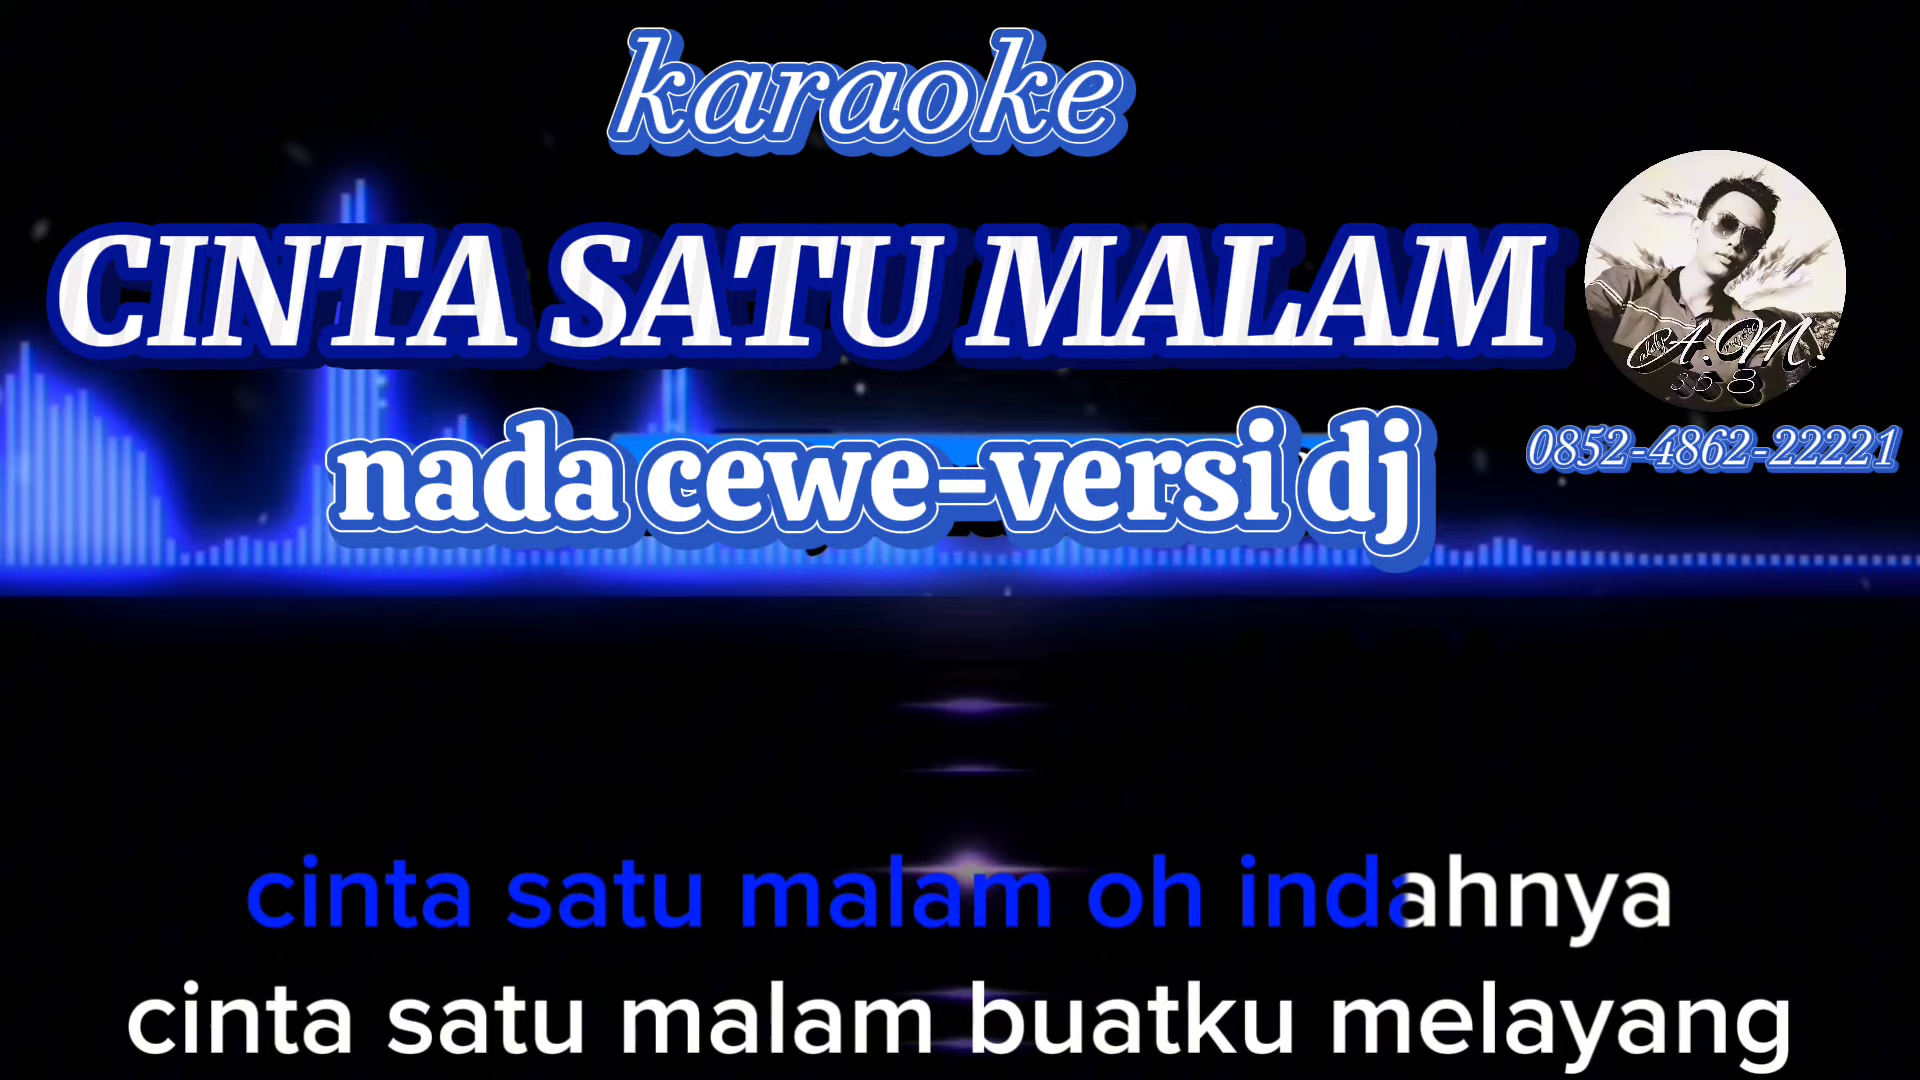 karaoke
CINTA SATU MALAM
nada cewe-versi dj
A.M.
358
0852-4862-22221
cinta satu malam oh indahnya
cinta satu malam buatku melayang